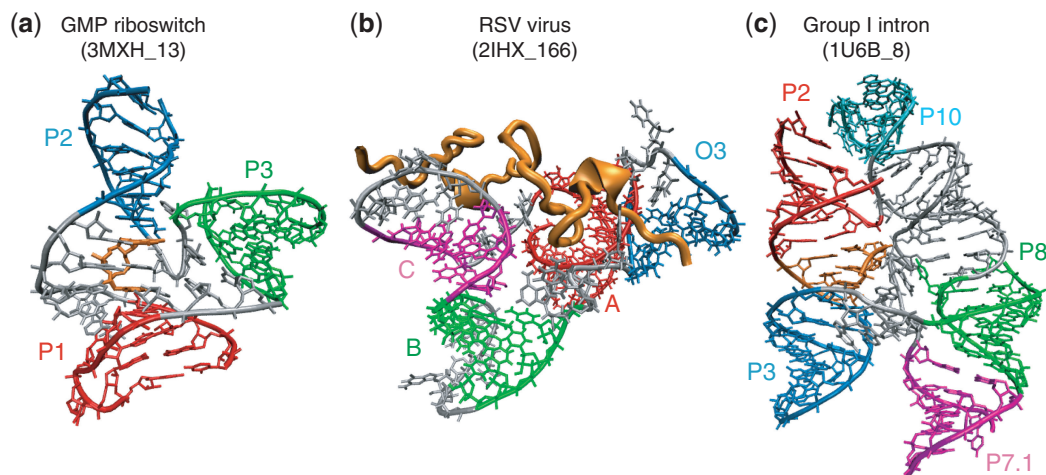 (a) GMP riboswitch
(3MXH_13)
P2
P3
P1
(b) RSV virus
(2IHX_166)
O3
C
A
B
(c) Group I intron
(1U6B_8)
P2
P10
P8
P3
P7.1